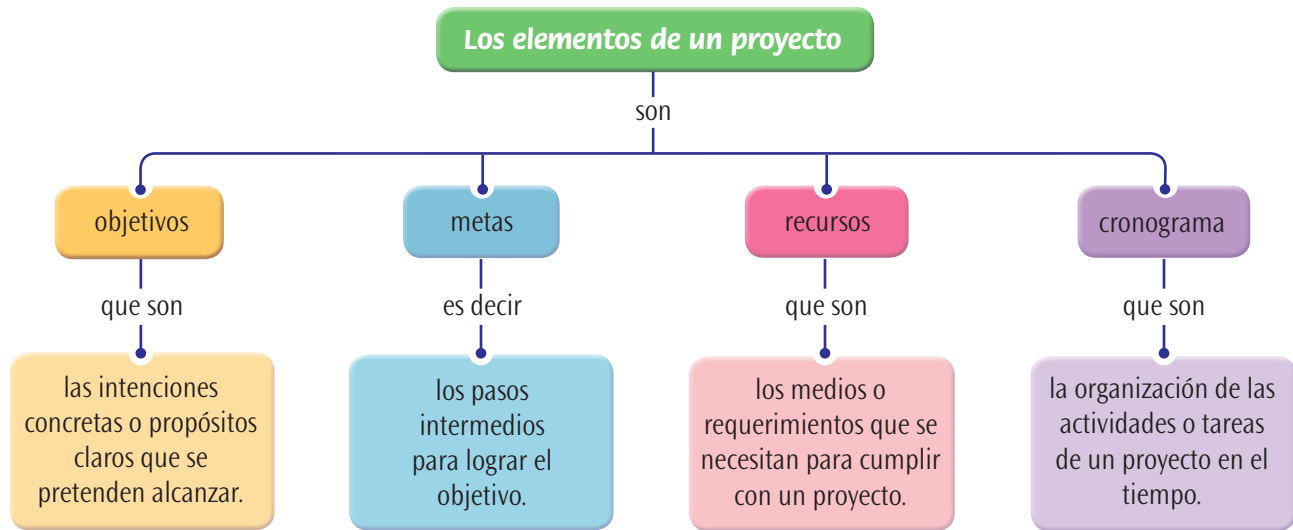 Los elementos de un proyecto
son
objetivos
metas
recursos
cronograma
que son
es decir
que son
que son
las intenciones
concretas o propósitos
claros que se
pretenden alcanzar.
los pasos
intermedios
para lograr el
objetivo.
los medios o
requerimientos que se
necesitan para cumplir
con un proyecto.
la organización de las
actividades o tareas
de un proyecto en el
tiempo.